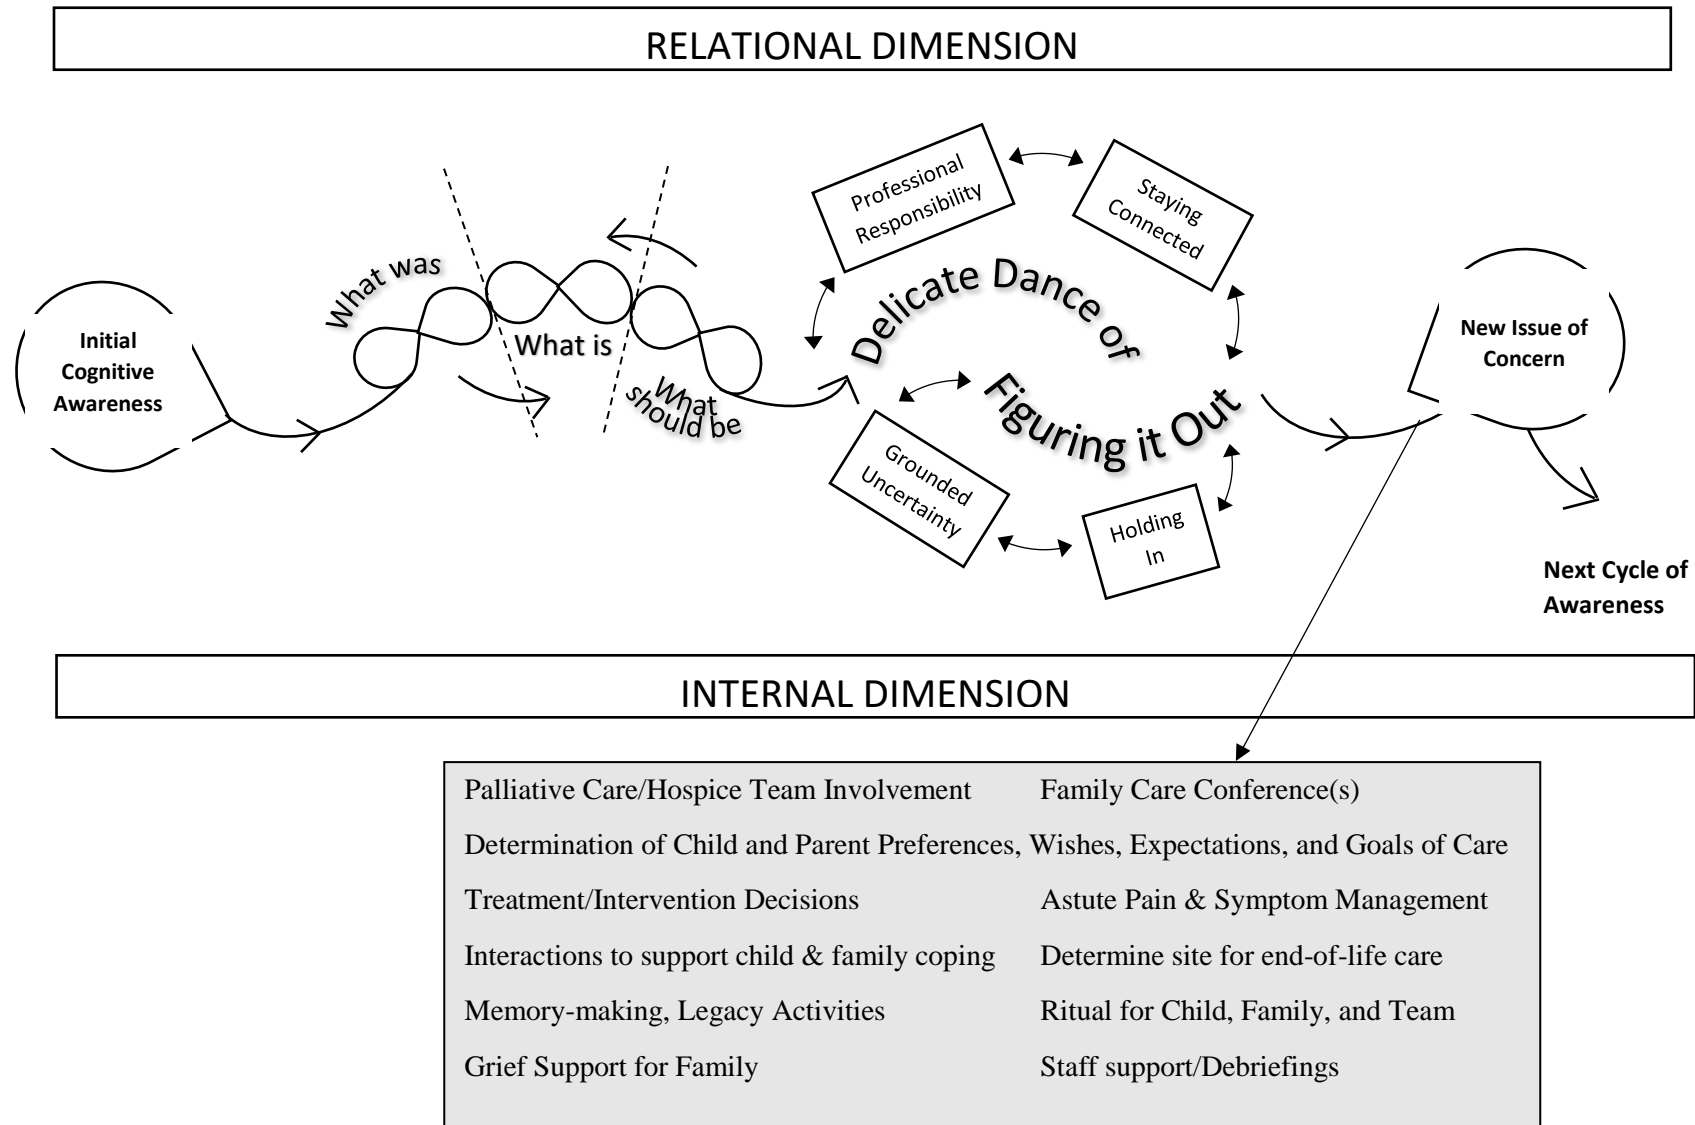 RELATIONAL DIMENSION
Initial
Cognitive
Awareness
What was
What is
What
should be
Professional
Responsibility
Staying
Connected
Delicate Dance of
Figuring it Out
Grounded
Uncertainty
Holding
In
New Issue of
Concern
Next Cycle of
Awareness
INTERNAL DIMENSION
Palliative Care/Hospice Team Involvement Family Care Conference(s)
Determination of Child and Parent Preferences, Wishes, Expectations, and Goals of Care
Treatment/Intervention Decisions Astute Pain & Symptom Management
Interactions to support child & family coping Determine site for end-of-life care
Memory-making, Legacy Activities Ritual for Child, Family, and Team
Grief Support for Family Staff support/Debriefings